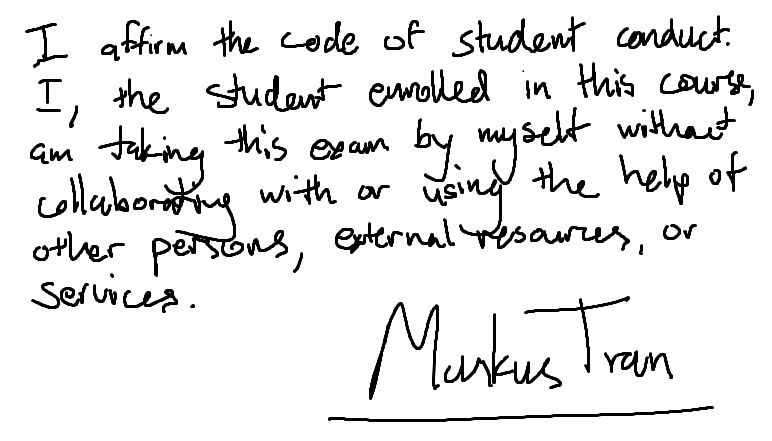 I affirm the code of student conduct.
I, the student enrolled in this course,
am taking this exam by myself without
collaborating with or using the help of
other persons, external resources, or
services.
Markus Tran